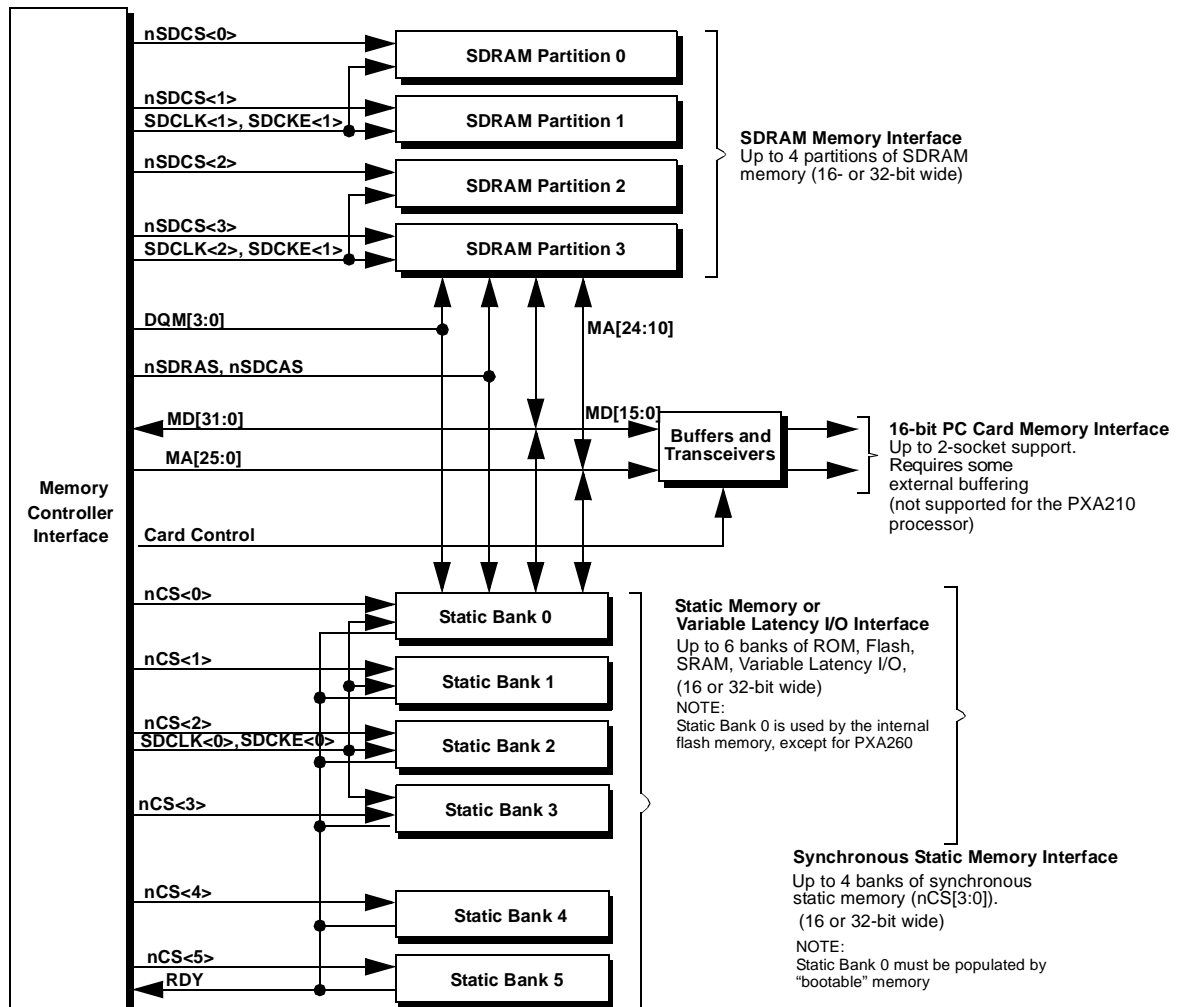 nSDCS<0>
SDRAM Partition 0
nSDCS<1>
SDCLK<1>, SDCKE<1>
SDRAM Partition 1
nSDCS<2>
SDRAM Partition 2
nSDCS<3>
SDCLK<2>, SDCKE<1>
SDRAM Partition 3
SDRAM Memory Interface
Up to 4 partitions of SDRAM
memory (16- or 32-bit wide)
DQM[3:0]
MA[24:10]
nSDRAS, nSDCAS
MD[31:0]
MD[15:0]
MA[25:0]
Buffers and
Transceivers
16-bit PC Card Memory Interface
Up to 2-socket support.
Requires some
external buffering
(not supported for the PXA210
processor)
Memory
Controller
Interface
Card Control
nCS<0>
Static Bank 0
nCS<1>
Static Bank 1
nCS<2>
SDCLK<0>,SDCKE<0>
Static Bank 2
nCS<3>
Static Bank 3
nCS<4>
Static Bank 4
nCS<5>
RDY
Static Bank 5
Static Memory or
Variable Latency I/O Interface
Up to 6 banks of ROM, Flash,
SRAM, Variable Latency I/O,
(16 or 32-bit wide)
NOTE:
Static Bank 0 is used by the internal
flash memory, except for PXA260
Synchronous Static Memory Interface
Up to 4 banks of synchronous
static memory (nCS[3:0]).
(16 or 32-bit wide)
NOTE:
Static Bank 0 must be populated by
“bootable” memory